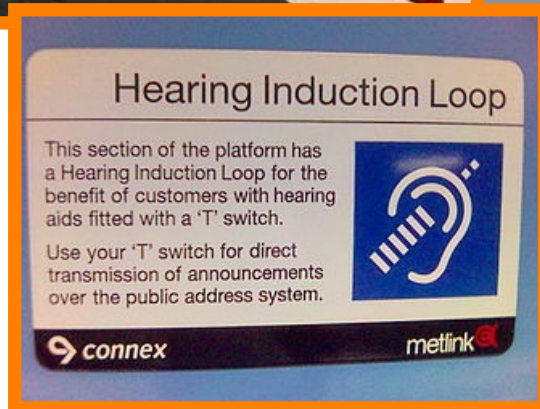 Hearing Induction Loop
This section of the platform has
a Hearing Induction Loop for the
benefit of customers with hearing
aids fitted with a 'T' switch.
Use your 'T' switch for direct
transmission of announcements
over the public address system.
connex
metlink